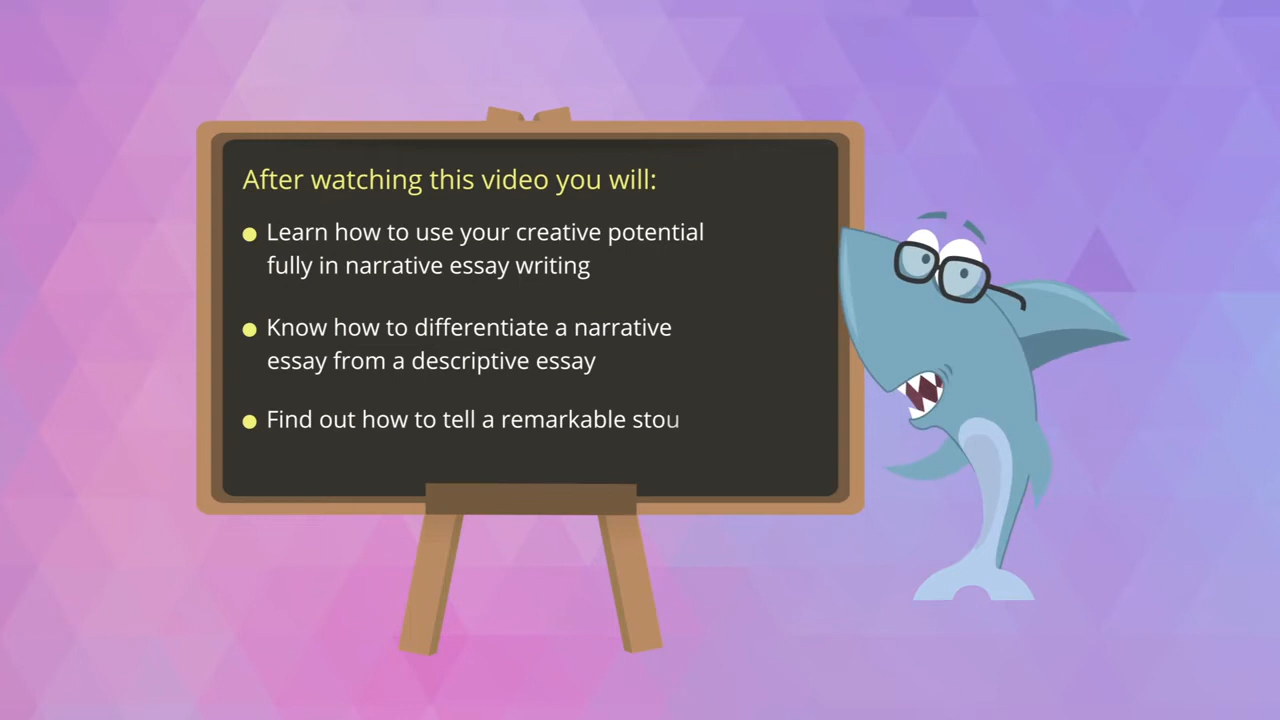 After watching this video you will:
Learn how to use your creative potential
fully in narrative essay writing
Know how to differentiate a narrative
essay from a descriptive essay
Find out how to tell a remarkable stou